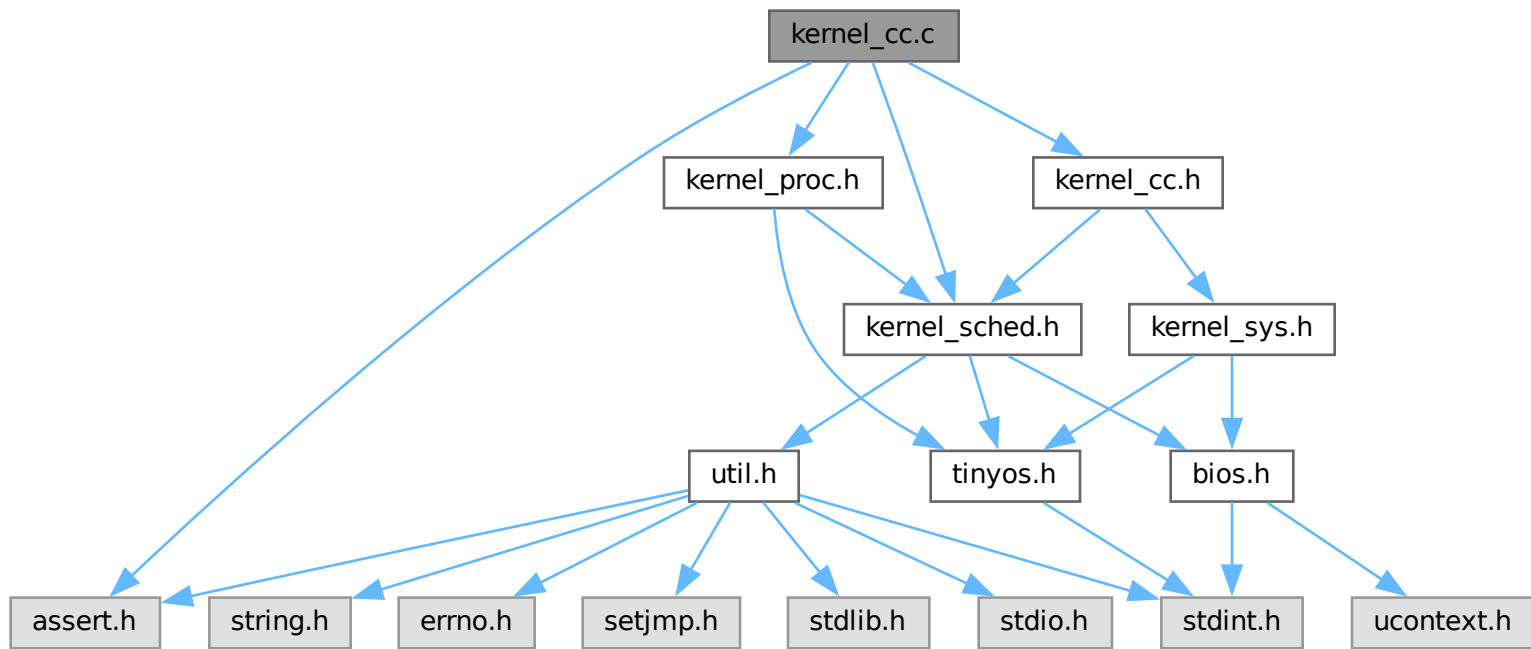 kernel_cc.c
kernel_proc.h
kernel_cc.h
kernel_sched.h
kernel_sys.h
util.h
tinyos.h
bios.h
assert.h
string.h
errno.h
setjmp.h
stdlib.h
stdio.h
stdint.h
ucontext.h